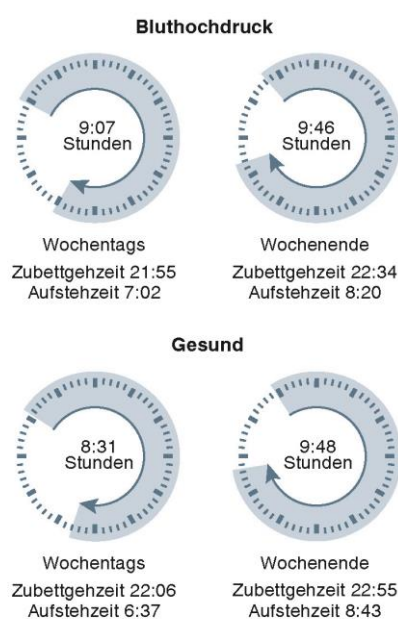 Bluthochdruck
9:07
Stunden
9:46
Stunden
Wochentags
Zubettgehzeit 21:55
Aufstehzeit 7:02
Wochenende
Zubettgehzeit 22:34
Aufstehzeit 8:20
Gesund
8:31
Stunden
9:48
Stunden
Wochentags
Zubettgehzeit 22:06
Aufstehzeit 6:37
Wochenende
Zubettgehzeit 22:55
Aufstehzeit 8:43